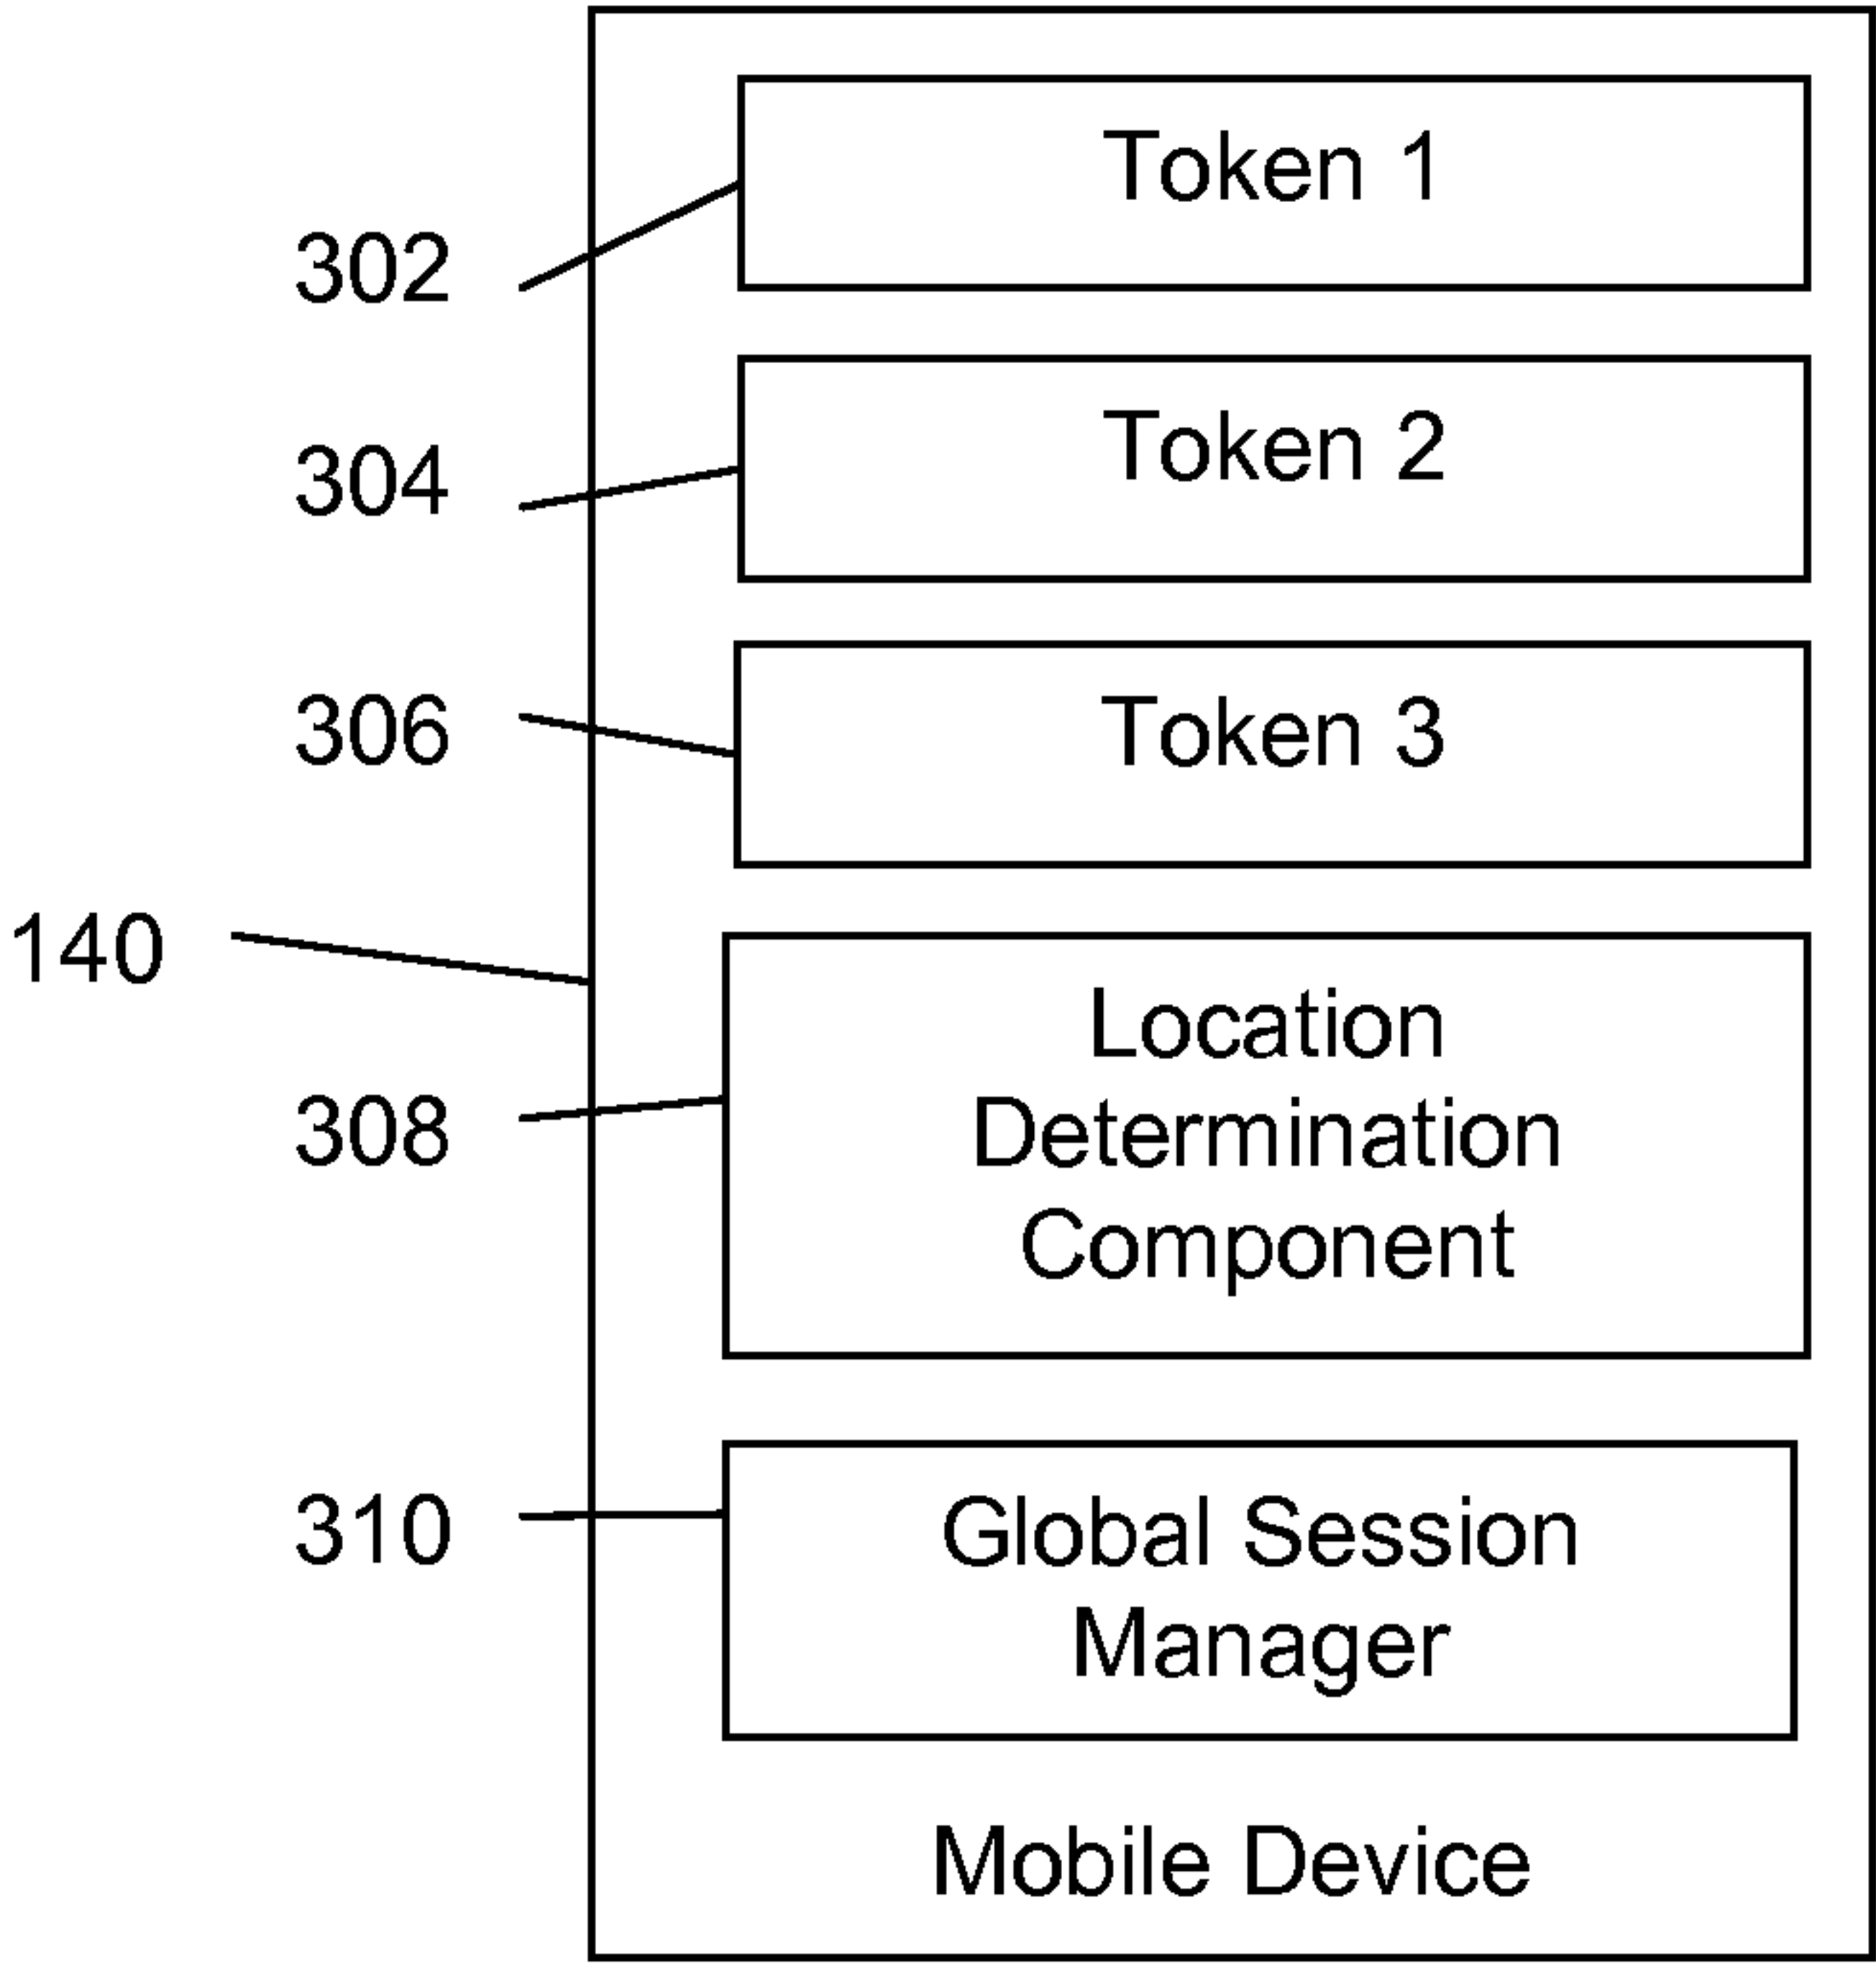 Token 1
302
Token 2
304
Token 3
306
140
Location
Determination
308
Component
Global Session
310
Manager
Mobile Device